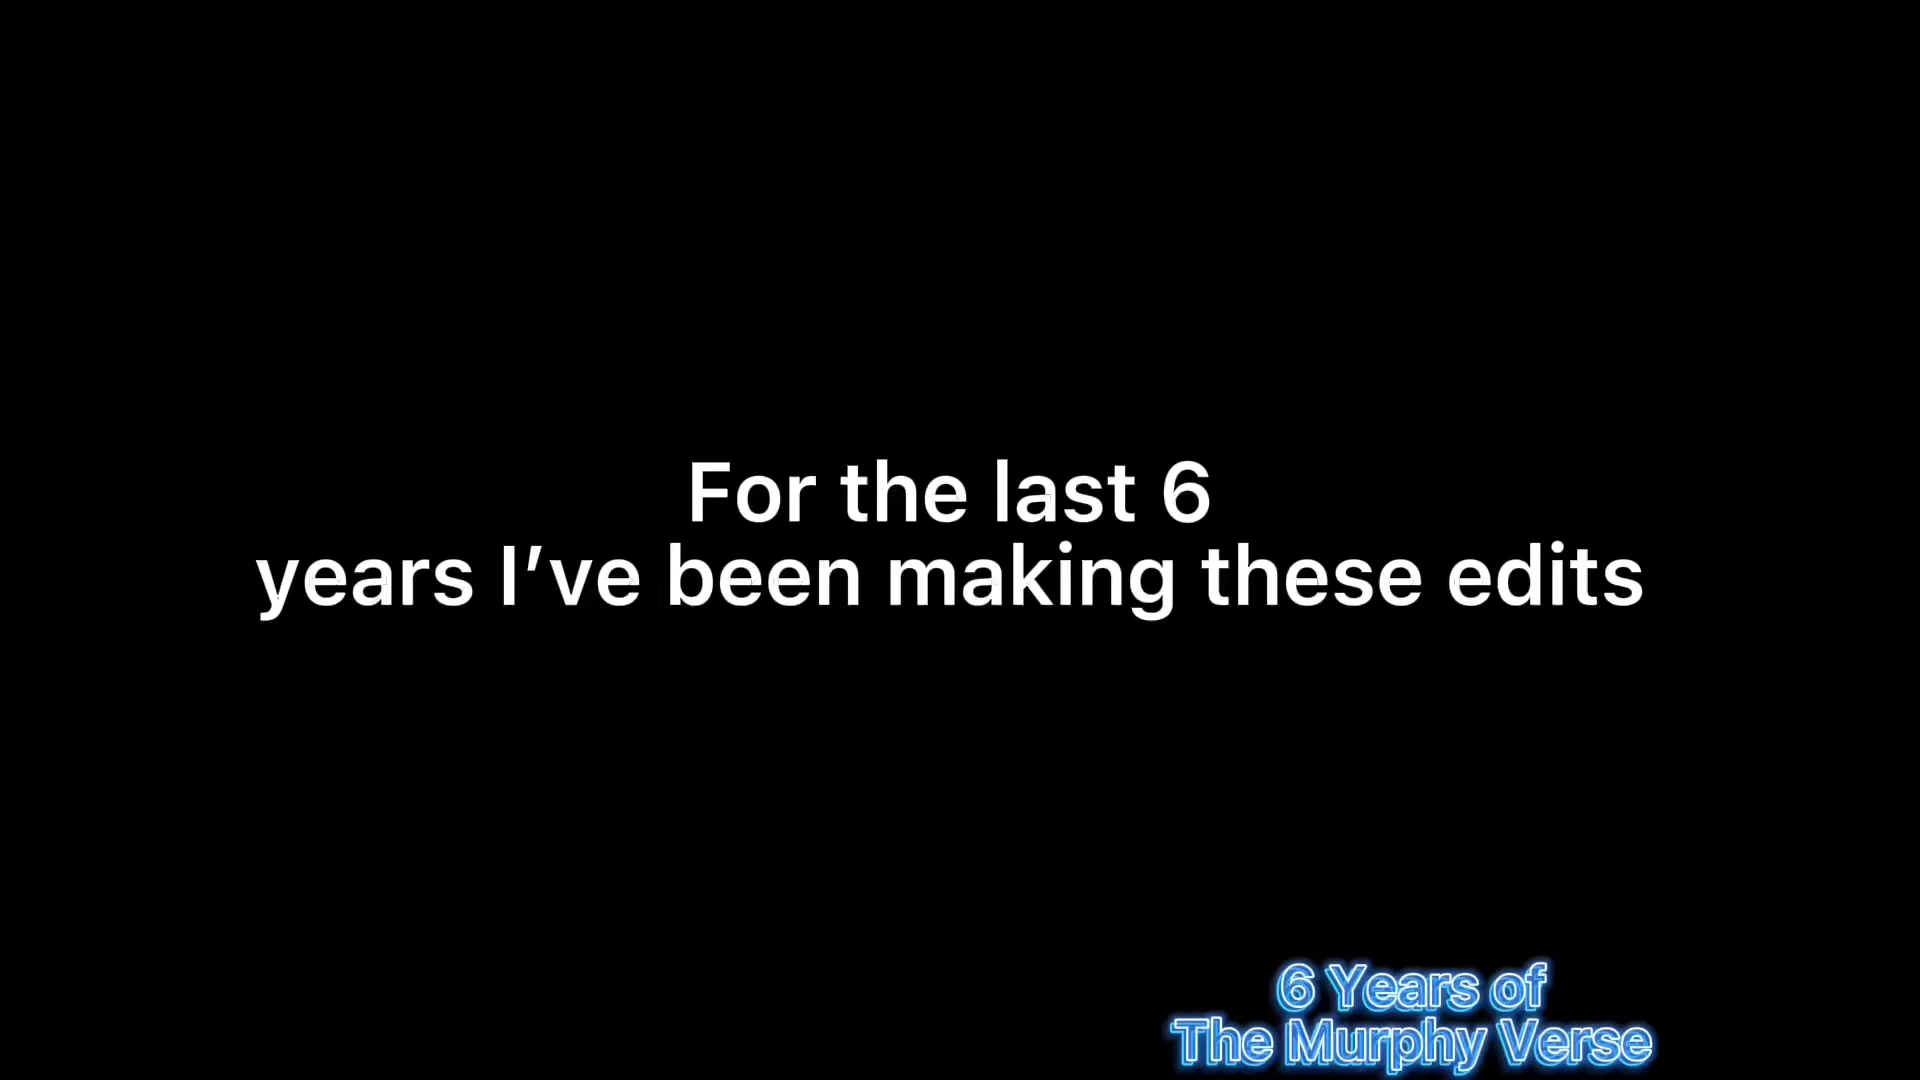 For the last 6
years I’ve been making these edits
6 Years of
The Murphy Verse